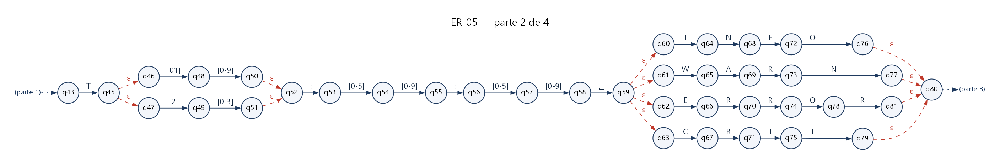 ER-05 — parte 2 de 4
(parte 1) q43 T q45
ε q46 [01] q48 [0-9] q50 ε
ε q47 2 q49 [0-3] q51 ε
q52 : q53 [0-5] q54 [0-9] q55 : q56 [0-5] q57 [0-9] q58 ␣ q59
ε q60 I q64 N q68 F q72 O q76 ε
ε q61 W q65 A q69 R q73 N q77 ε
ε q62 E q66 R q70 R q74 O q78 R q81 ε
ε q63 C q67 R q71 I q75 T q79 ε
q80 (parte 3)